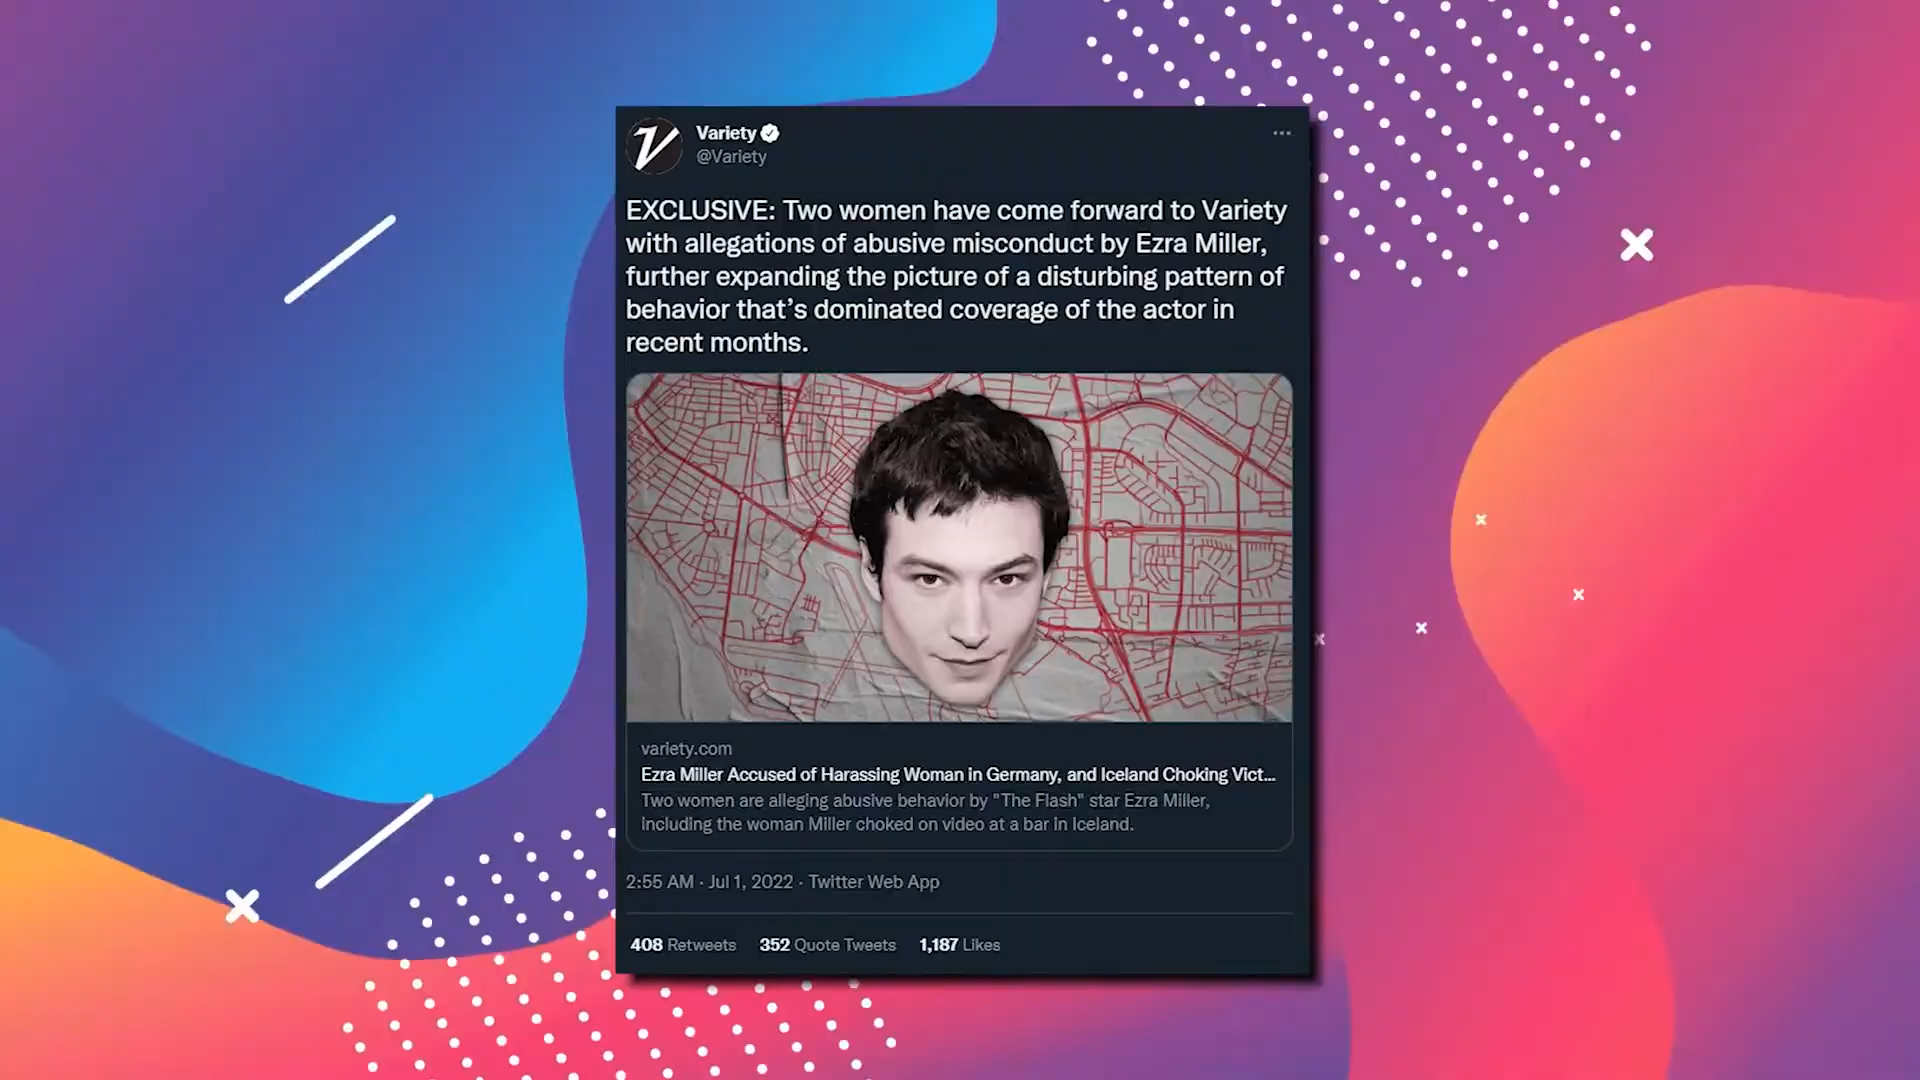 Variety
@Variety
EXCLUSIVE: Two women have come forward to Variety
with allegations of abusive misconduct by Ezra Miller,
further expanding the picture of a disturbing pattern of
behavior that’s dominated coverage of the actor in
recent months.
variety.com
Ezra Miller Accused of Harassing Woman in Germany, and Iceland Choking Vict...
Two women are alleging abusive behavior by "The Flash" star Ezra Miller,
including the woman Miller choked on video at a bar in Iceland.
2:55 AM · Jul 1, 2022 · Twitter Web App
408 Retweets 352 Quote Tweets 1,187 Likes